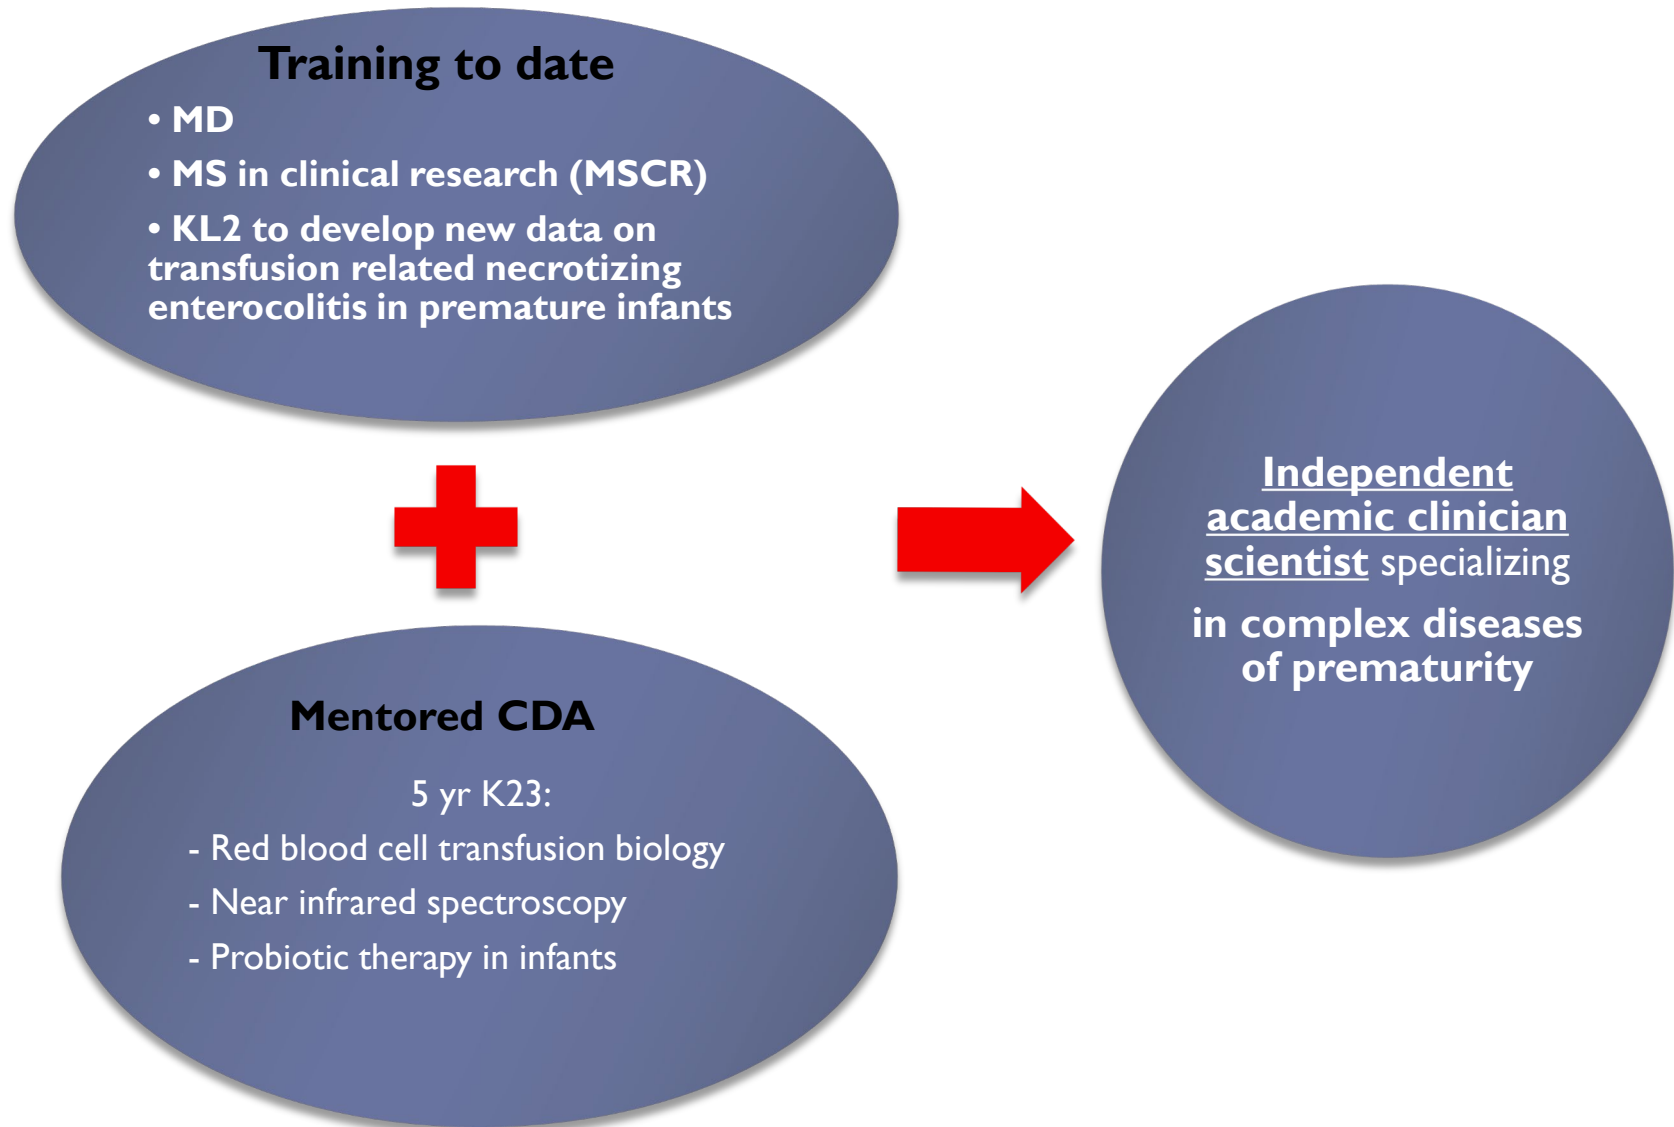 Training to date
• MD
• MS in clinical research (MSCR)
• KL2 to develop new data on
transfusion related necrotizing
enterocolitis in premature infants
Mentored CDA
5 yr K23:
- Red blood cell transfusion biology
- Near infrared spectroscopy
- Probiotic therapy in infants
Independent
academic clinician
scientist specializing
in complex diseases
of prematurity